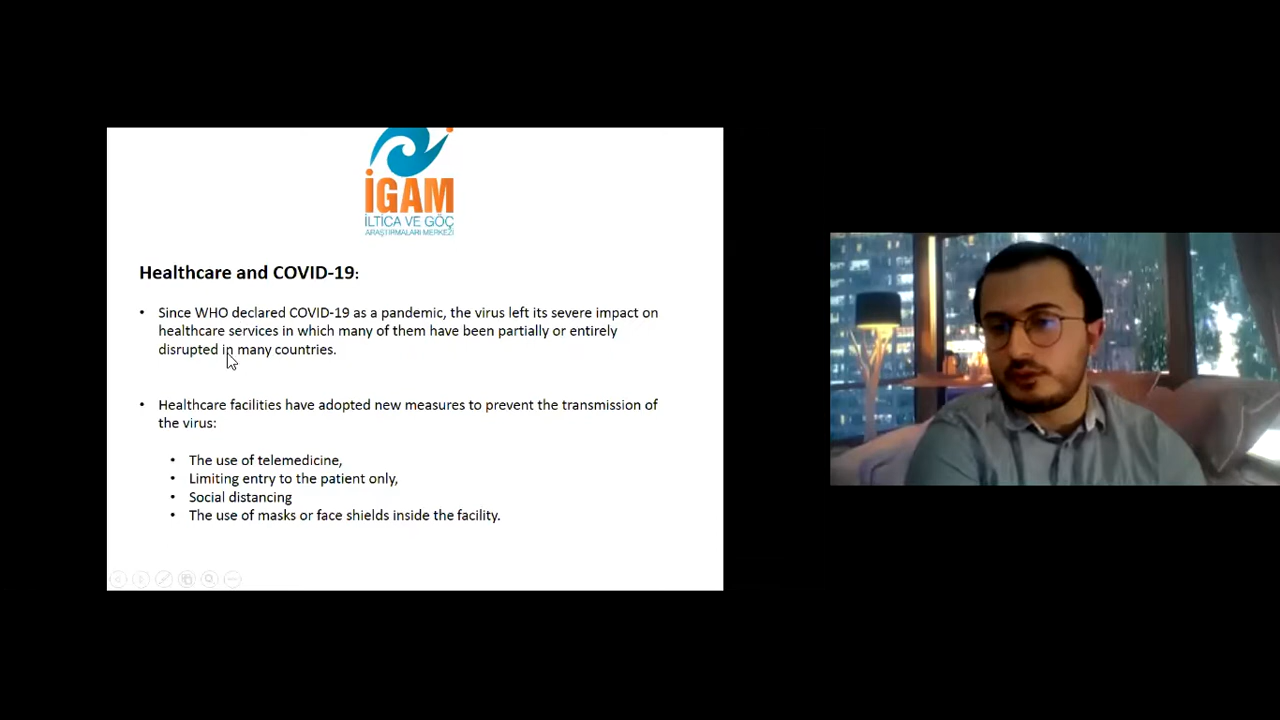 İGAM
İLTİCA VE GÖÇ
ARAŞTIRMALARI MERKEZİ
Healthcare and COVID-19:
• Since WHO declared COVID-19 as a pandemic, the virus left its severe impact on
healthcare services in which many of them have been partially or entirely
disrupted in many countries.
• Healthcare facilities have adopted new measures to prevent the transmission of
the virus:
• The use of telemedicine,
• Limiting entry to the patient only,
• Social distancing
• The use of masks or face shields inside the facility.